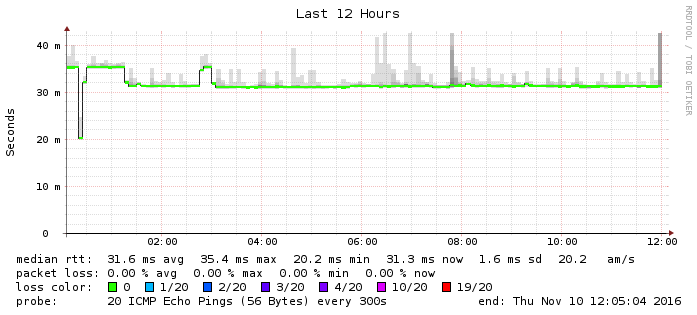 Last 12 Hours
RRDTOOL / TOBI OETIKER
Seconds
40 m
30 m
20 m
10 m
0
02:00 04:00 06:00 08:00 10:00 12:00
median rtt: 31.6 ms avg 35.4 ms max 20.2 ms min 31.3 ms now 1.6 ms sd 20.2 am/s
packet loss: 0.00 % avg 0.00 % max 0.00 % min 0.00 % now
loss color: 0 1/20 2/20 3/20 4/20 10/20 19/20
probe: 20 ICMP Echo Pings (56 Bytes) every 300s end: Thu Nov 10 12:05:04 2016